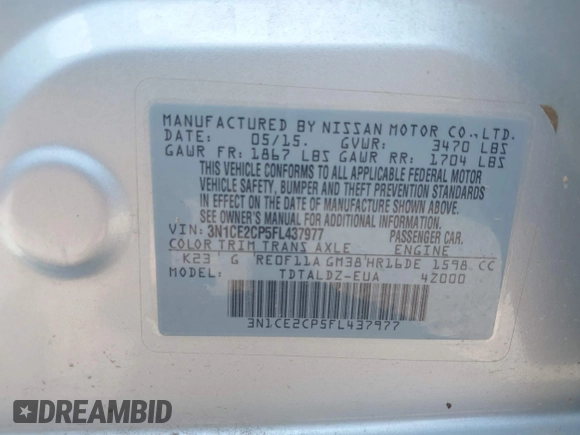 MANUFACTURED BY NISSAN MOTOR CO.,LTD.
DATE: 05/15. GVWR: 3470 LBS
GAWR FR: 1867 LBS GAWR RR: 1704 LBS
THIS VEHICLE CONFORMS TO ALL APPLICABLE FEDERAL MOTOR
VEHICLE SAFETY, BUMPER AND THEFT PREVENTION STANDARDS
IN EFFECT ON THE DATE OF MANUFACTURE SHOWN ABOVE.
SEE OWNER'S MANUAL FOR ADDITIONAL INFORMATION.
VIN: 3N1CE2CP5FL437977 PASSENGER CAR.
COLOR TRIM TRANS AXLE ENGINE
K23 G RE0F11A GM38 HR16DE 1598 CC
MODEL: TDTALDZ-EUA 4Z000
3N1CE2CP5FL437977
DREAMBID